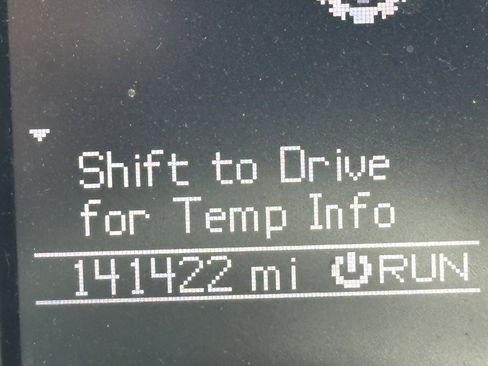 Shift to Drive
for Temp Info
141422 mi RUN